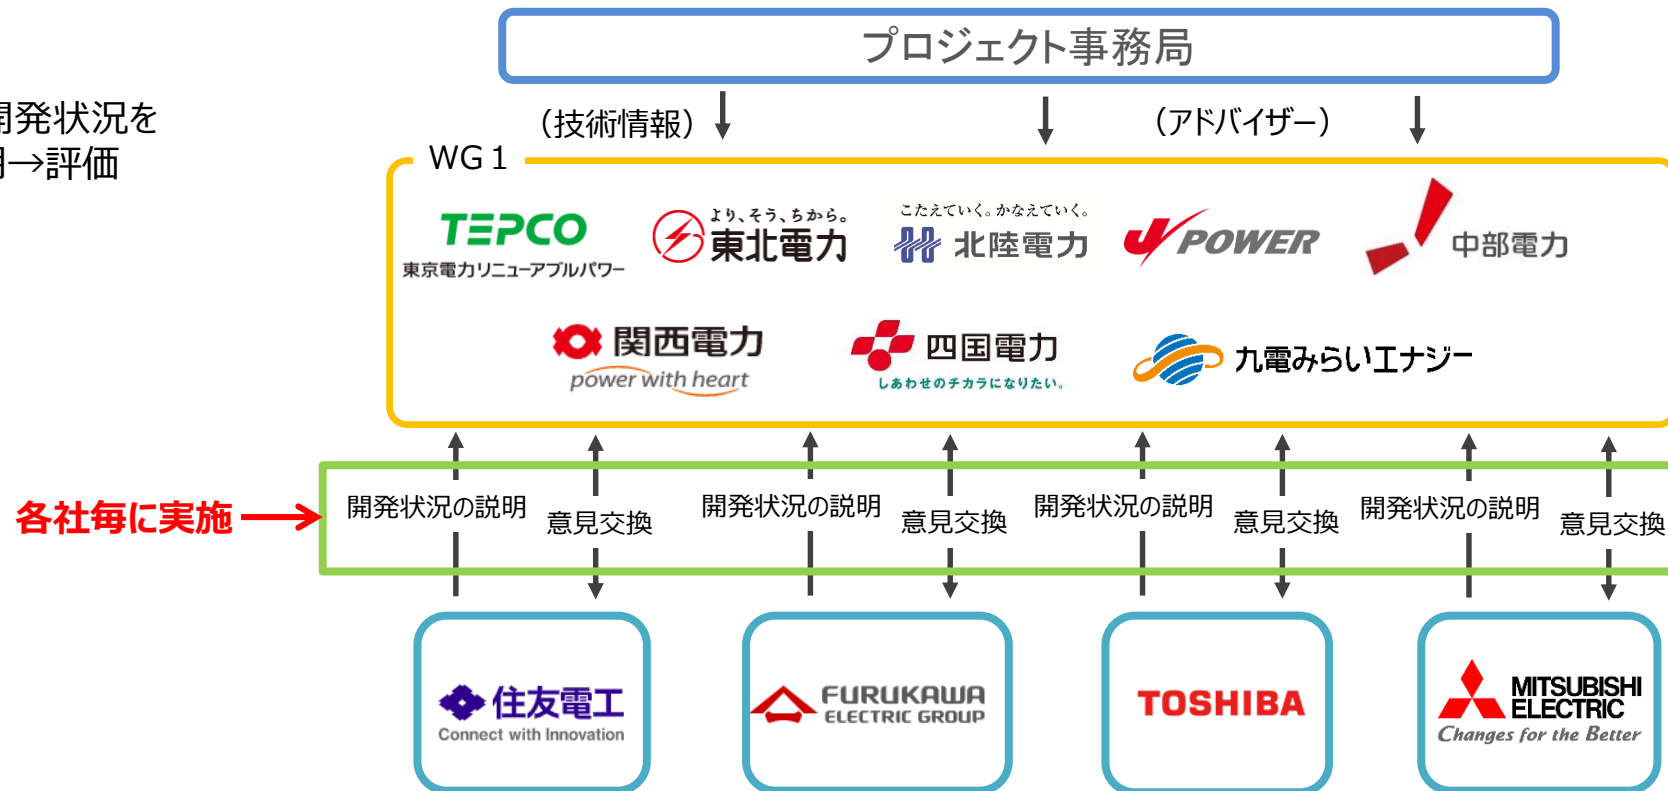 プロジェクト事務局
開発状況を
→評価
（技術情報）
（アドバイザー）
WG１
TEPCO
東京電力リニューアブルパワー
より、そう、ちから。
東北電力
こたえていく。かなえていく。
北陸電力
J POWER
中部電力
関西電力
power with heart
四国電力
しあわせのチカラになりたい。
九電みらいエナジー
各社毎に実施
開発状況の説明
意見交換
開発状況の説明
意見交換
開発状況の説明
意見交換
開発状況の説明
意見交換
住友電工
Connect with Innovation
FURUKAWA
ELECTRIC GROUP
TOSHIBA
MITSUBISHI
ELECTRIC
Changes for the Better